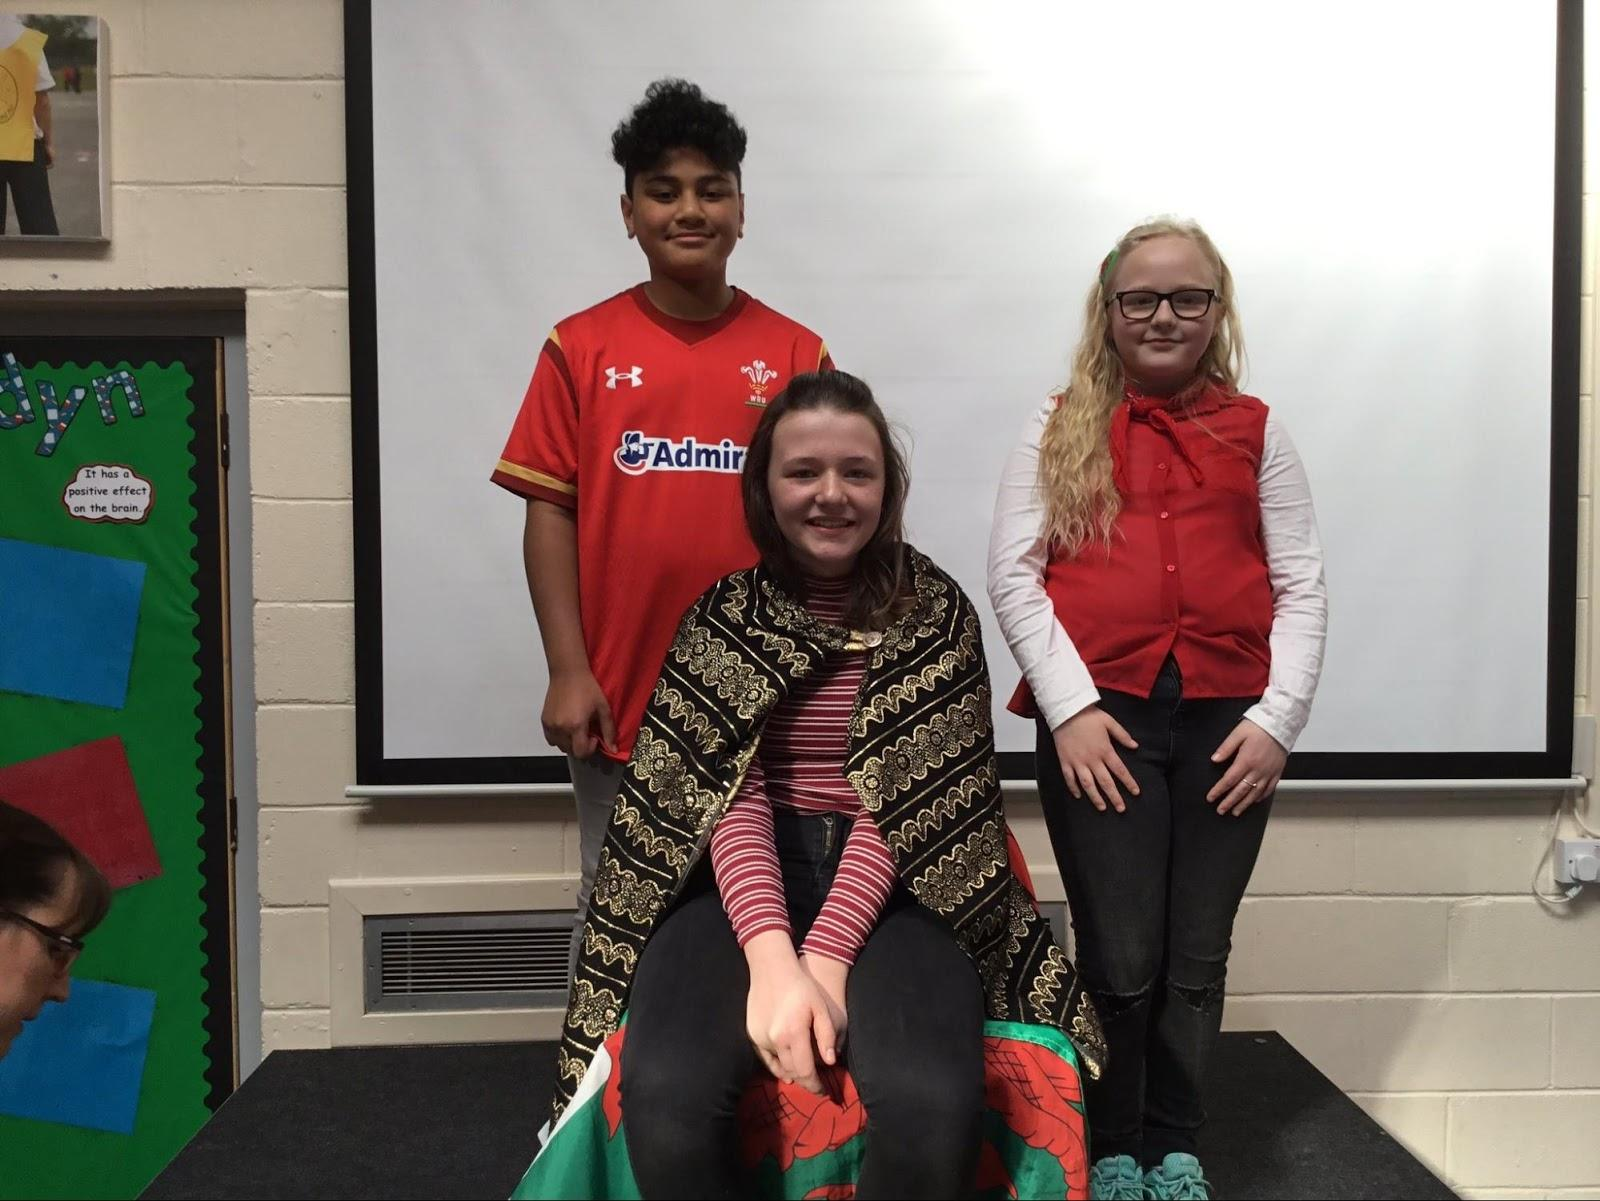 dyn
It has a
positive effect
on the brain.
WRU
Admira